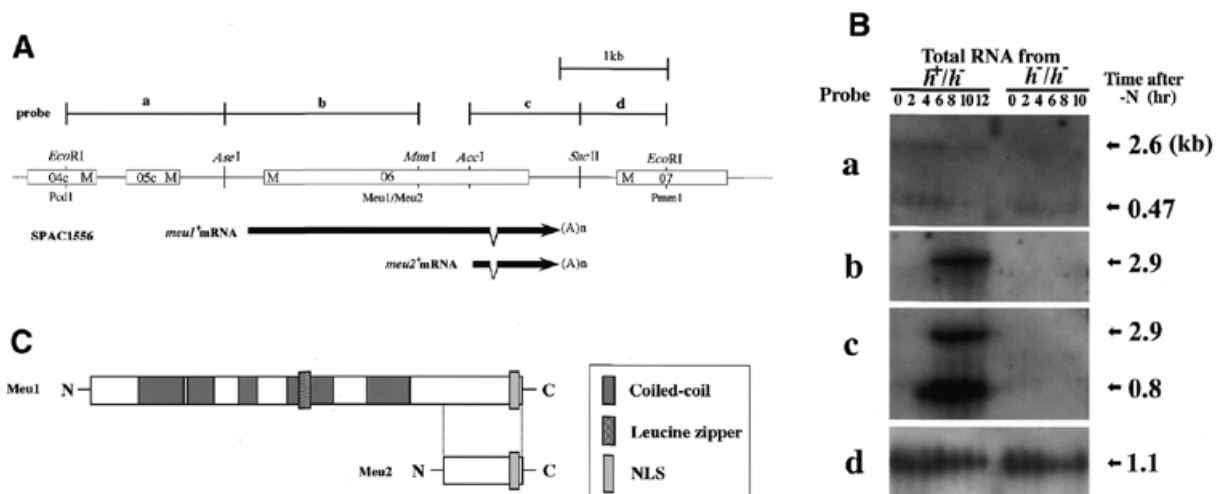 A
1kb
probe
a
b
c
d
EcoRI
AseI
AccI
SacII
EcoRI
04c M
05c M
M 06
M 07
Pcd1
Meu1/Meu2
Pmm1
SPAC1556
meu1+mRNA
(A)n
meu2+mRNA
(A)n
B
Total RNA from
h+/h-
h-/h-
Probe
0 2 4 6 8 10 12
0 2 4 6 8 10
Time after
-N (hr)
a
2.6 (kb)
0.47
b
2.9
c
2.9
0.8
d
1.1
C
Meu1
N
C
Meu2
N
C
Coiled-coil
Leucine zipper
NLS